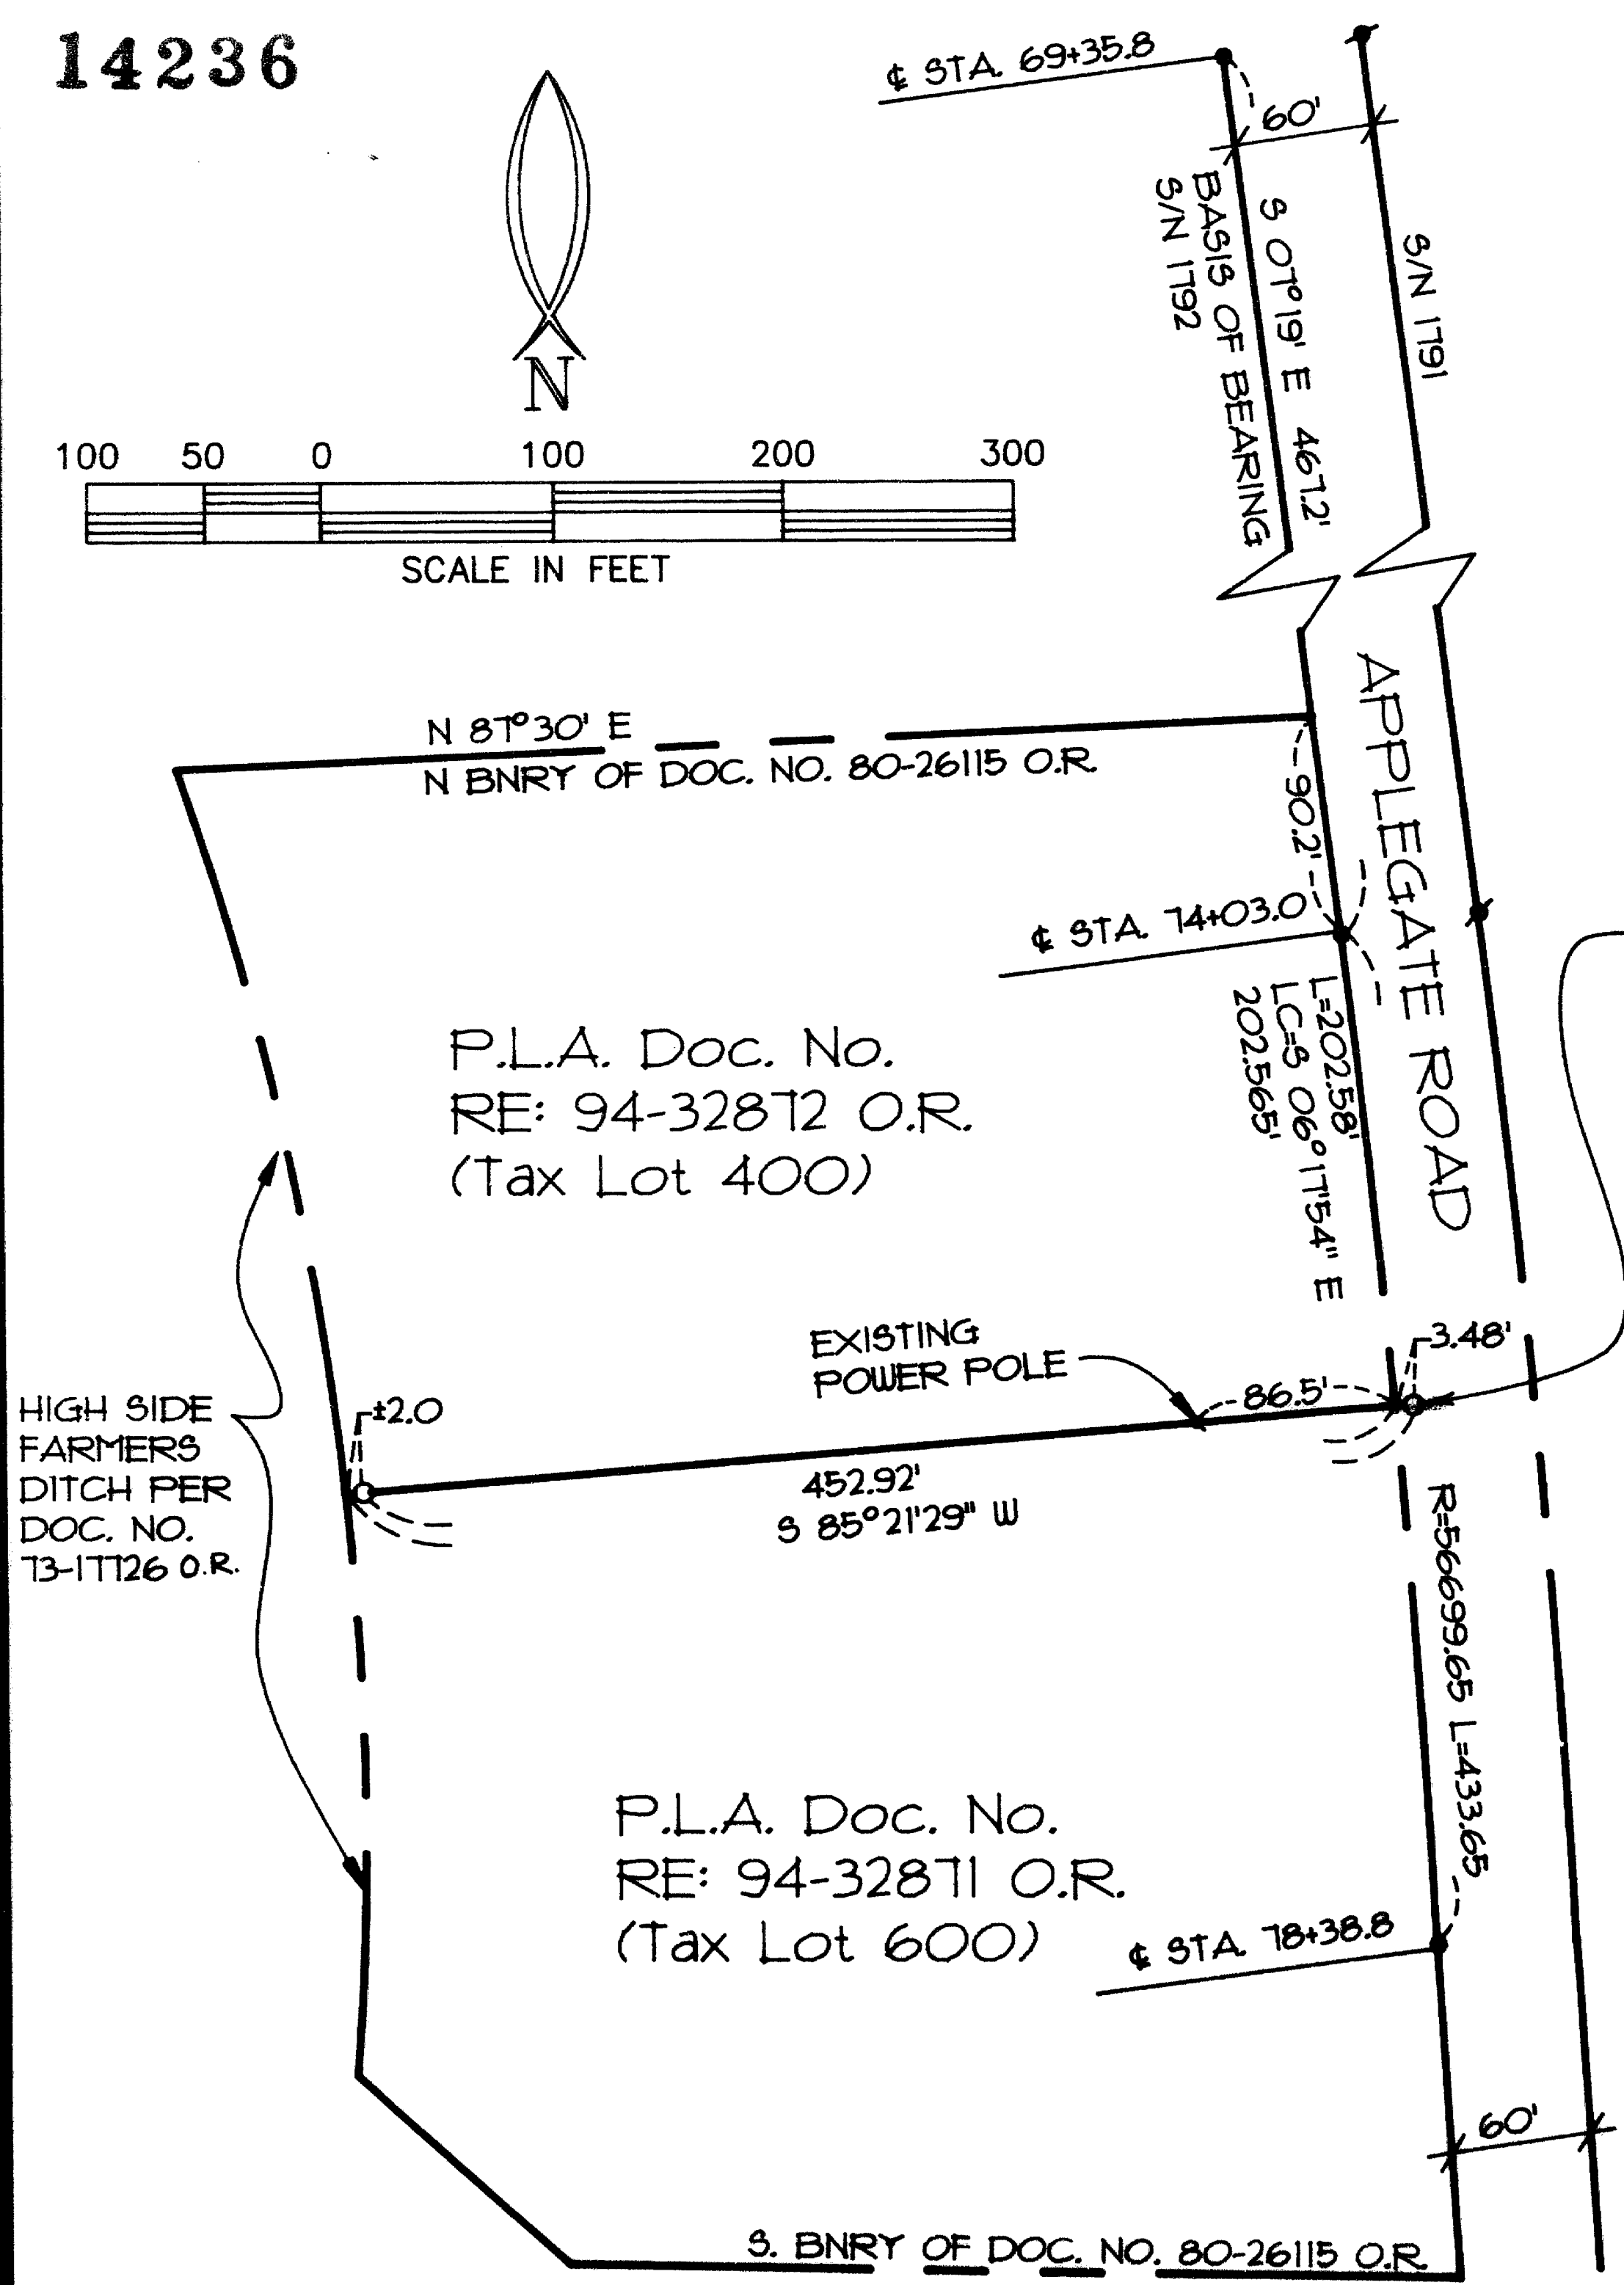 14236
℄ STA. 69+35.8
60'
S 07°19' E 467.2'
BASIS OF BEARING
S/N 1792
S/N 1791
N
100 50 0 100 200 300
SCALE IN FEET
N 87°30' E
N BNRY OF DOC. NO. 80-26115 O.R.
90.2'
APPLEGATE ROAD
℄ STA. 74+03.0
L=202.58'
LC=S 06°17'54" E
202.565'
P.L.A. Doc. No.
RE: 94-32872 O.R.
(Tax Lot 400)
EXISTING
POWER POLE
86.5'
3.48'
HIGH SIDE
FARMERS
DITCH PER
DOC. NO.
73-17726 O.R.
±2.0
452.92'
S 85°21'29" W
R=5699.65 L=433.65
P.L.A. Doc. No.
RE: 94-32871 O.R.
(Tax Lot 600)
℄ STA. 78+38.8
60'
S. BNRY OF DOC. NO. 80-26115 O.R.